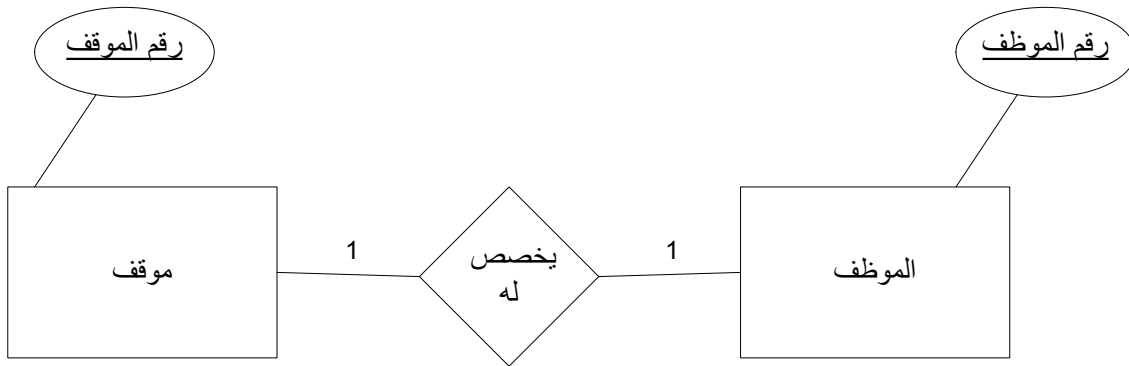 رقم الموظف
رقم الموقف
الموظف
1
يخصص
له
1
موقف